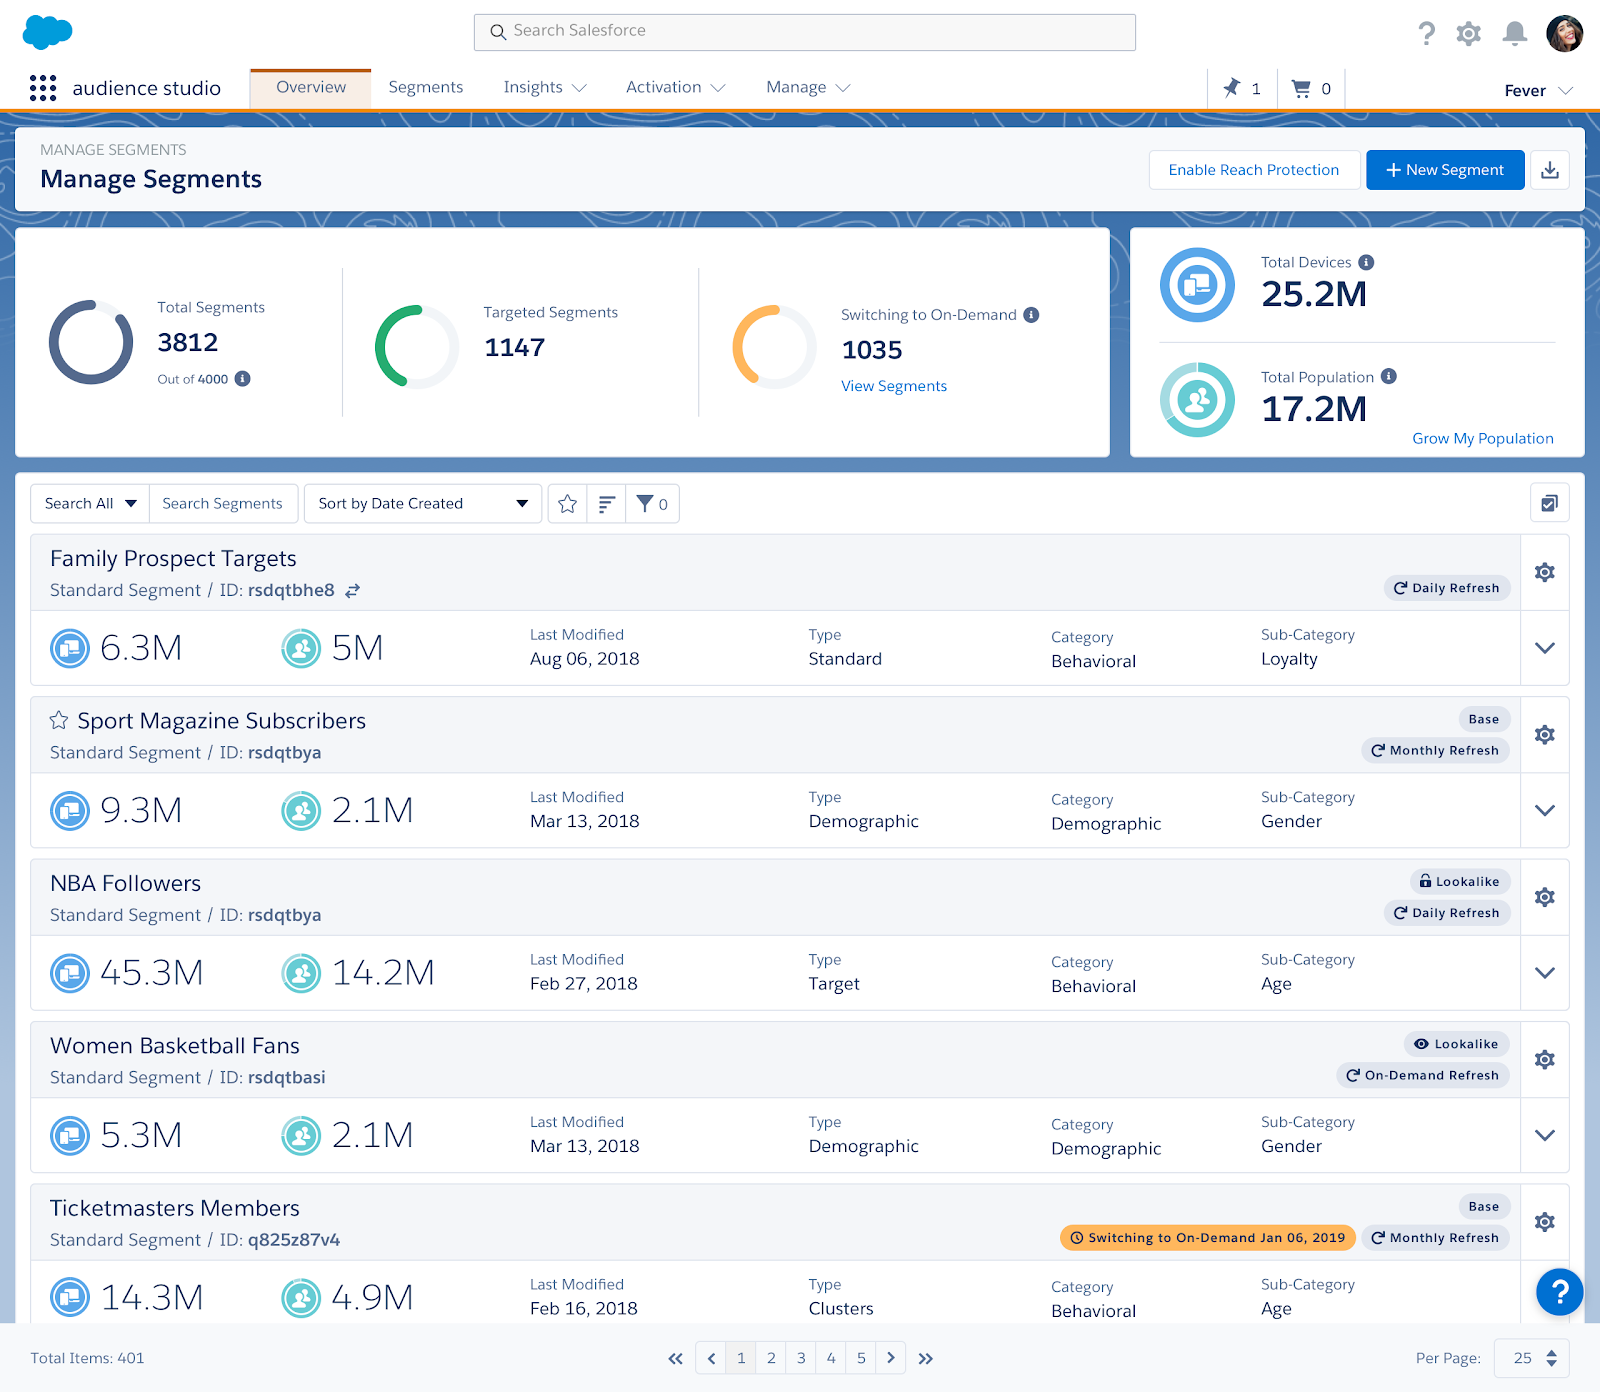 Search Salesforce
audience studio
Overview
Segments
Insights
Activation
Manage
1
0
Fever
MANAGE SEGMENTS
Manage Segments
Enable Reach Protection
+ New Segment
Total Segments
3812
Out of 4000
Targeted Segments
1147
Switching to On-Demand
1035
View Segments
Total Devices
25.2M
Total Population
17.2M
Grow My Population
Search All
Search Segments
Sort by Date Created
0
Family Prospect Targets
Standard Segment / ID: rsdqtbhe8
Daily Refresh
6.3M
5M
Last Modified
Aug 06, 2018
Type
Standard
Category
Behavioral
Sub-Category
Loyalty
Sport Magazine Subscribers
Standard Segment / ID: rsdqtbya
Base
Monthly Refresh
9.3M
2.1M
Last Modified
Mar 13, 2018
Type
Demographic
Category
Demographic
Sub-Category
Gender
NBA Followers
Standard Segment / ID: rsdqtbya
Lookalike
Daily Refresh
45.3M
14.2M
Last Modified
Feb 27, 2018
Type
Target
Category
Behavioral
Sub-Category
Age
Women Basketball Fans
Standard Segment / ID: rsdqtbasi
Lookalike
On-Demand Refresh
5.3M
2.1M
Last Modified
Mar 13, 2018
Type
Demographic
Category
Demographic
Sub-Category
Gender
Ticketmasters Members
Standard Segment / ID: q825z87v4
Base
Switching to On-Demand Jan 06, 2019
Monthly Refresh
14.3M
4.9M
Last Modified
Feb 16, 2018
Type
Clusters
Category
Behavioral
Sub-Category
Age
?
Total Items: 401
1
2
3
4
5
Per Page:
25